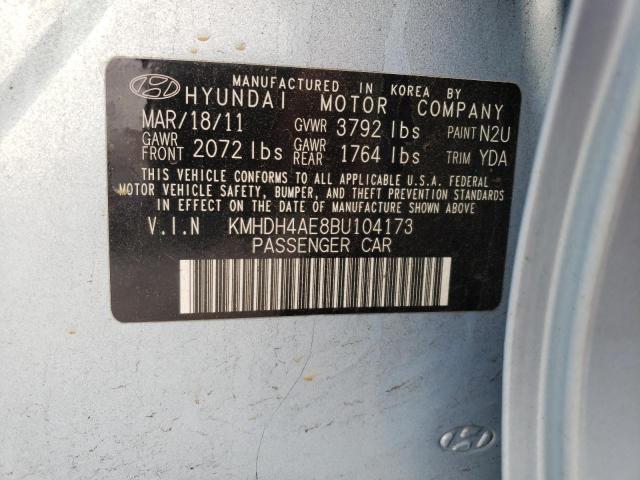 MANUFACTURED IN KOREA BY
HYUNDAI MOTOR COMPANY
MAR/18/11 GVWR 3792 lbs PAINT N2U
GAWR FRONT 2072 lbs GAWR REAR 1764 lbs TRIM YDA
THIS VEHICLE CONFORMS TO ALL APPLICABLE U.S.A. FEDERAL
MOTOR VEHICLE SAFETY, BUMPER, AND THEFT PREVENTION STANDARDS
IN EFFECT ON THE DATE OF MANUFACTURE SHOWN ABOVE.
V.I.N KMHDH4AE8BU104173
PASSENGER CAR